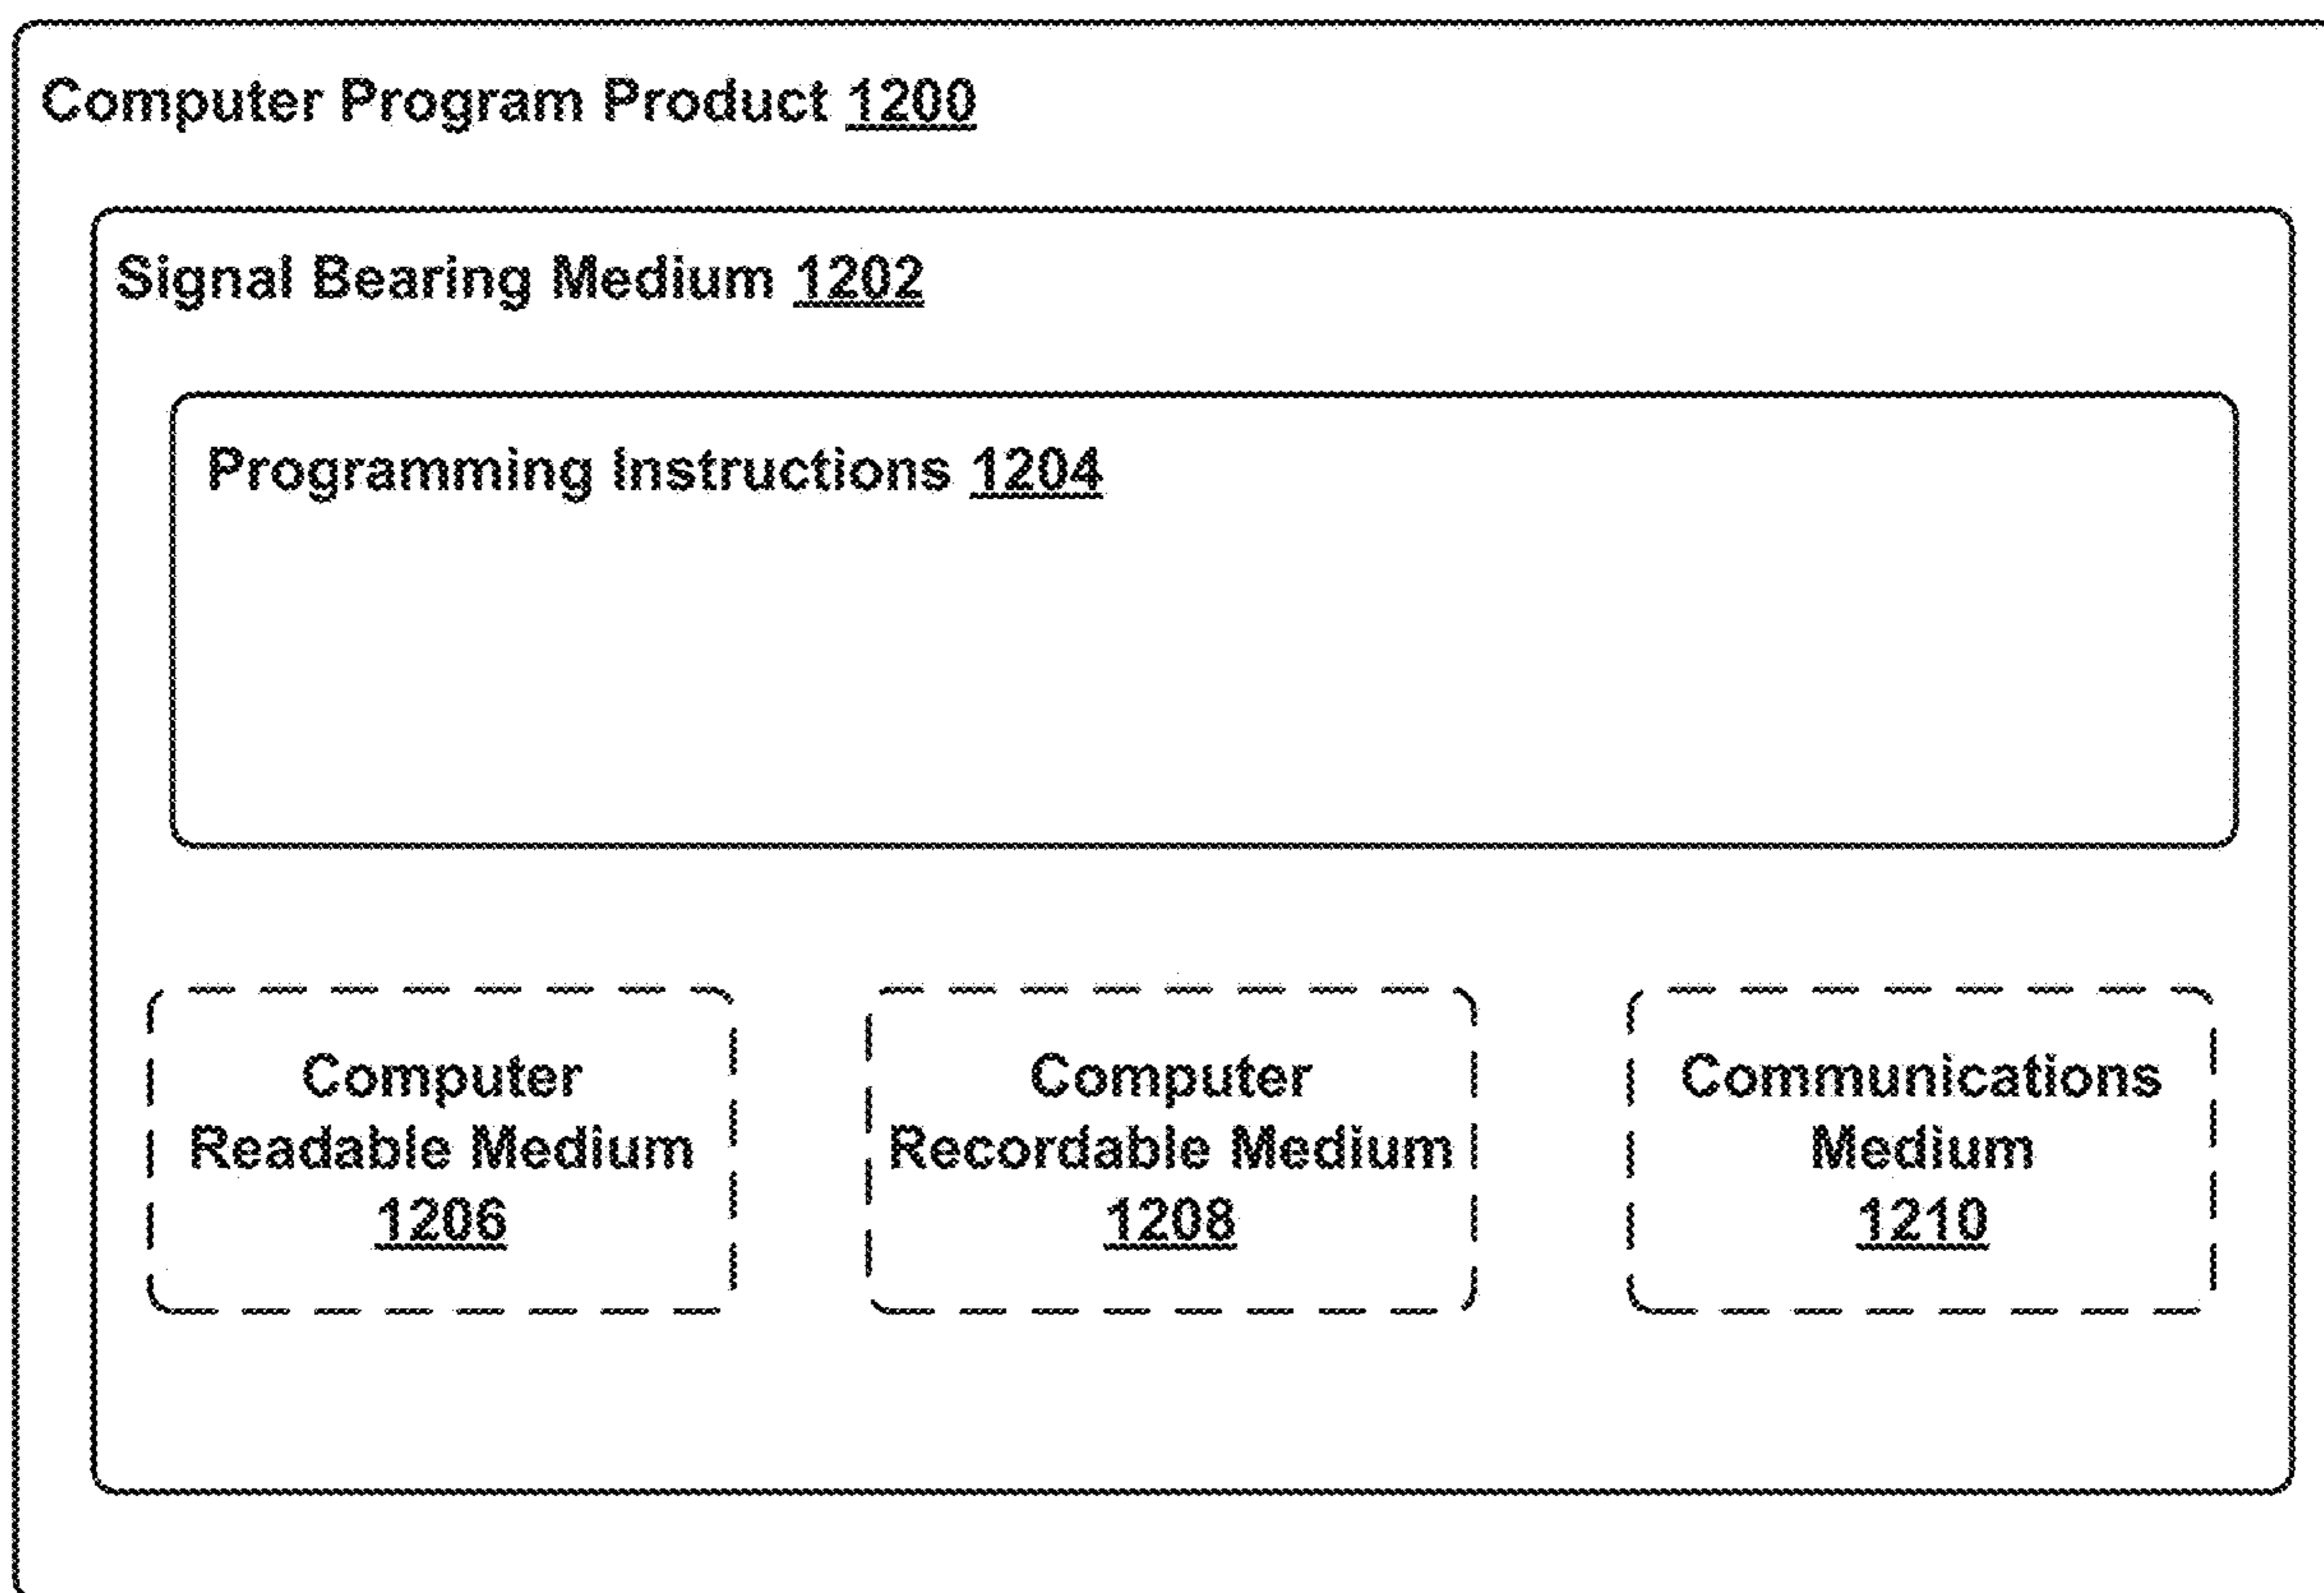 Computer Program Product 1200
Signal Bearing Medium 1202
Programming Instructions 1204
Computer
Readable Medium
1206
Computer
Recordable Medium
1208
Communications
Medium
1210